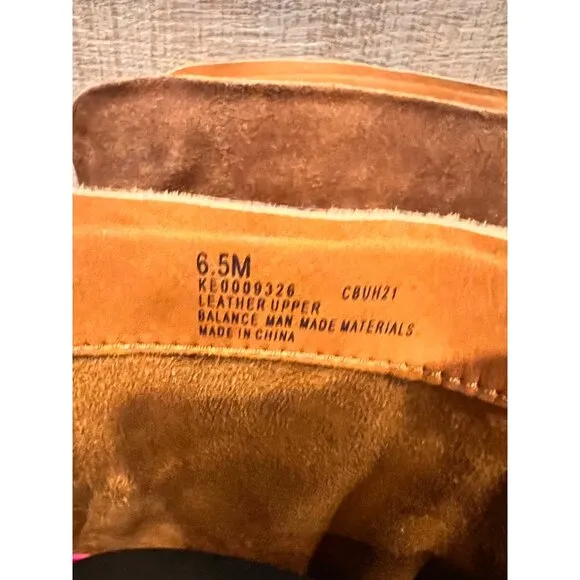 6.5M
KE0009326 CBUH21
LEATHER UPPER
BALANCE MAN MADE MATERIALS
MADE IN CHINA